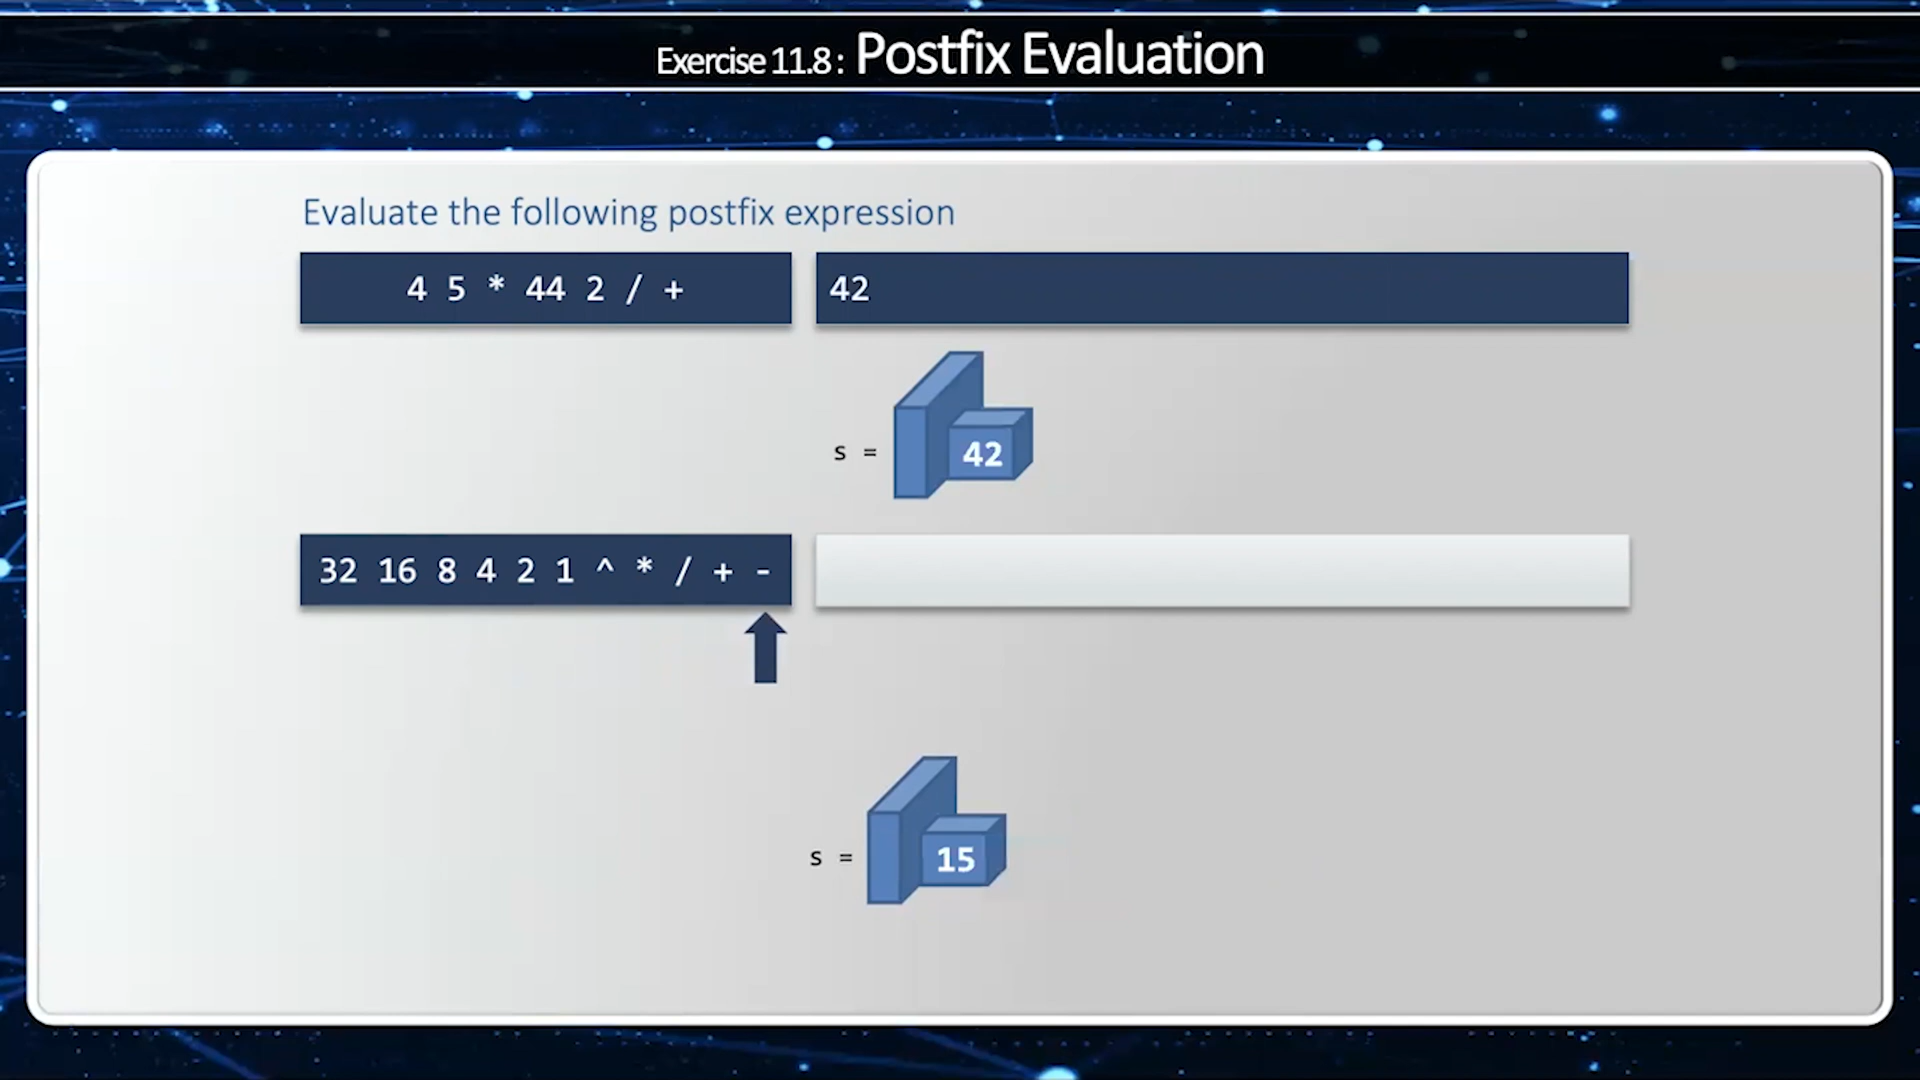 Exercise 11.8 : Postfix Evaluation
Evaluate the following postfix expression
4 5 * 44 2 / +
42
s =
42
32 16 8 4 2 1 ^ * / + -
s =
15